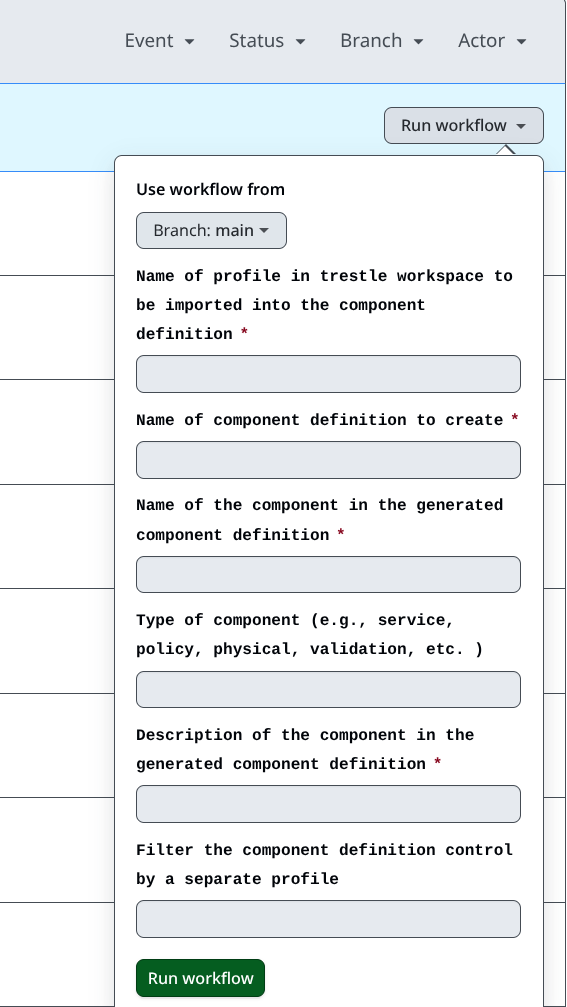 Event Status Branch Actor
Run workflow
Use workflow from
Branch: main
Name of profile in trestle workspace to
be imported into the component
definition *
Name of component definition to create *
Name of the component in the generated
component definition *
Type of component (e.g., service,
policy, physical, validation, etc. )
Description of the component in the
generated component definition *
Filter the component definition control
by a separate profile
Run workflow